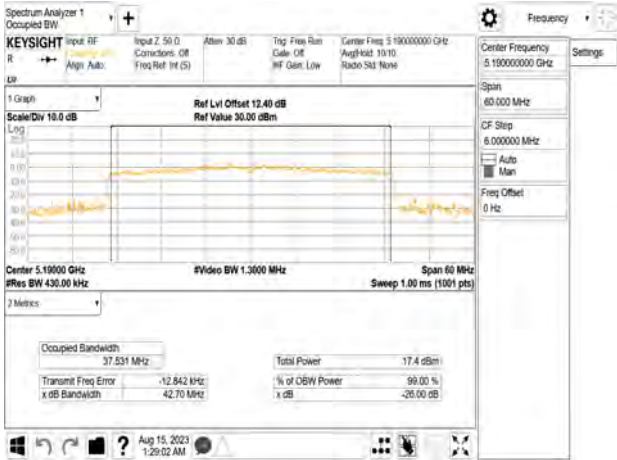 Spectrum Analyzer 1
Occupied BW
+
KEYSIGHT
R
Input: RF
Align: Auto
Input Z: 50 Ω
Corrections: Off
Freq Ref: Int (S)
Atten: 30 dB
Trig: Free Run
Gate: Off
#IF Gain: Low
Center Freq: 5.190000000 GHz
Avg|Hold: 10/10
Radio Std: None
1 Graph
Scale/Div 10.0 dB
Ref Lvl Offset 12.40 dB
Ref Value 30.00 dBm
Log
0.00
Center 5.19000 GHz
#Res BW 430.00 kHz
#Video BW 1.3000 MHz
Span 60 MHz
Sweep 1.00 ms (1001 pts)
2 Metrics
Occupied Bandwidth
37.531 MHz
Total Power 17.4 dBm
Transmit Freq Error -12.842 kHz
% of OBW Power 99.00 %
x dB Bandwidth 42.70 MHz
x dB -26.00 dB
?
Aug 15, 2023
1:29:02 AM
Frequency
Settings
Center Frequency
5.190000000 GHz
Span
60.000 MHz
CF Step
6.000000 MHz
Auto
Man
Freq Offset
0 Hz